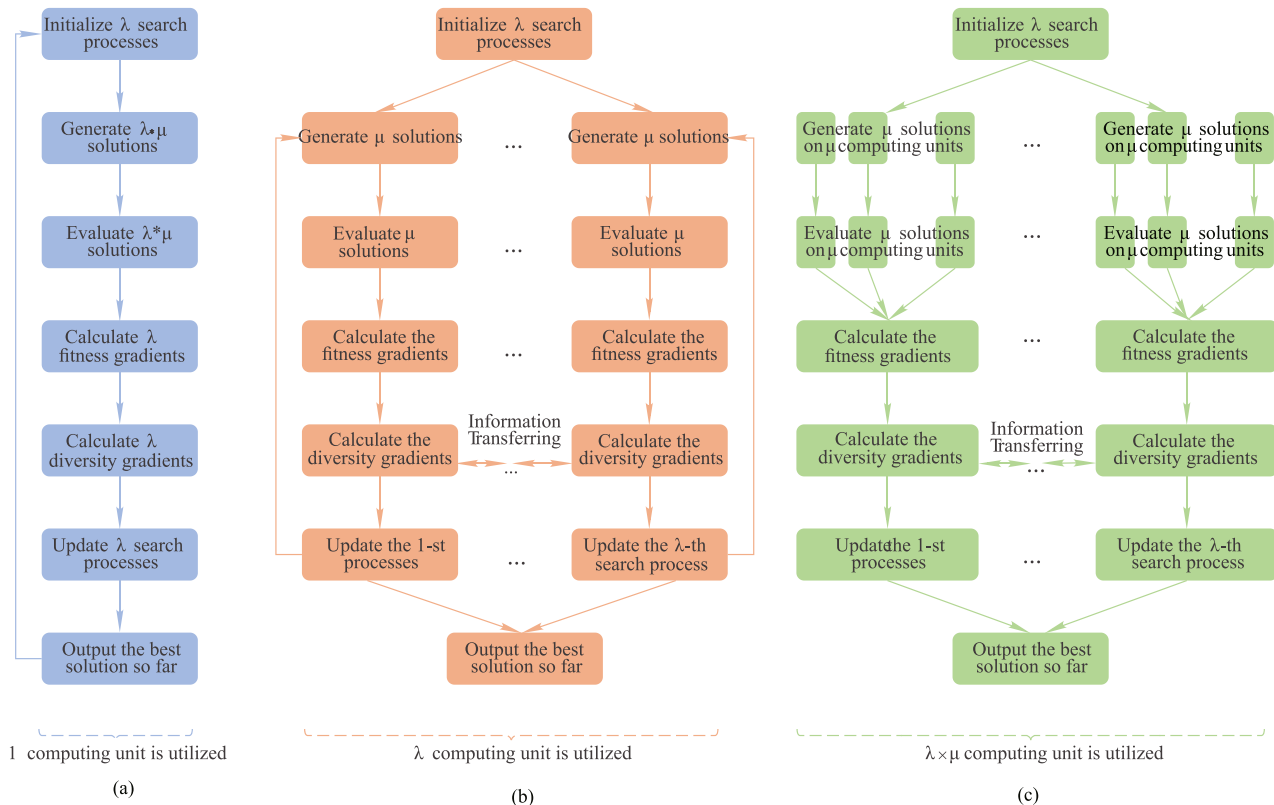 Initialize λ search
processes
Generate λ•μ
solutions
Evaluate λ*μ
solutions
Calculate λ
fitness gradients
Calculate λ
diversity gradients
Update λ search
processes
Output the best
solution so far
1 computing unit is utilized
(a)
Initialize λ search
processes
Generate μ solutions
...
Generate μ solutions
Evaluate μ
solutions
...
Evaluate μ
solutions
Calculate the
fitness gradients
...
Calculate the
fitness gradients
Information
Transferring
Calculate the
diversity gradients
...
Calculate the
diversity gradients
Update the 1-st
processes
...
Update the λ-th
search process
Output the best
solution so far
λ computing unit is utilized
(b)
Initialize λ search
processes
Generate μ solutions
on μ computing units
...
Generate μ solutions
on μ computing units
Evaluate μ solutions
on μ computing units
...
Evaluate μ solutions
on μ computing units
Calculate the
fitness gradients
...
Calculate the
fitness gradients
Information
Transferring
Calculate the
diversity gradients
...
Calculate the
diversity gradients
Update the 1-st
processes
...
Update the λ-th
search process
Output the best
solution so far
λ×μ computing unit is utilized
(c)